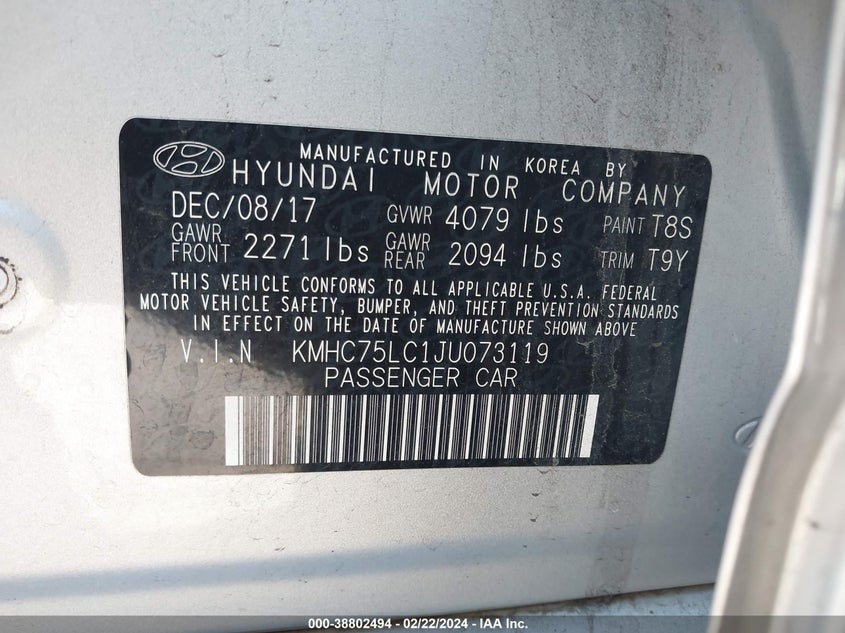 MANUFACTURED IN KOREA BY
HYUNDAI MOTOR COMPANY
DEC/08/17 GVWR 4079 lbs PAINT T8S
GAWR FRONT 2271 lbs GAWR REAR 2094 lbs TRIM T9Y
THIS VEHICLE CONFORMS TO ALL APPLICABLE U.S.A. FEDERAL
MOTOR VEHICLE SAFETY, BUMPER, AND THEFT PREVENTION STANDARDS
IN EFFECT ON THE DATE OF MANUFACTURE SHOWN ABOVE
V.I.N KMHC75LC1JU073119
PASSENGER CAR
000-38802494 - 02/22/2024 - IAA Inc.